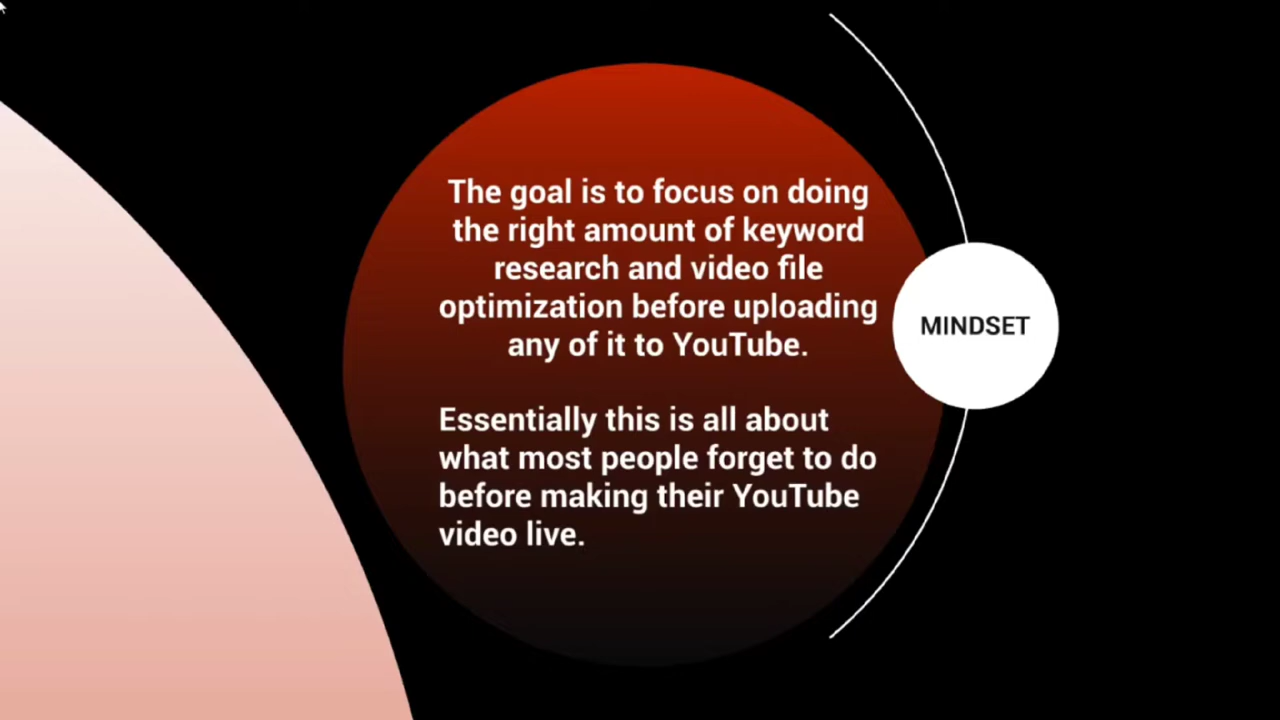 The goal is to focus on doing
the right amount of keyword
research and video file
optimization before uploading
any of it to YouTube.
Essentially this is all about
what most people forget to do
before making their YouTube
video live.
MINDSET